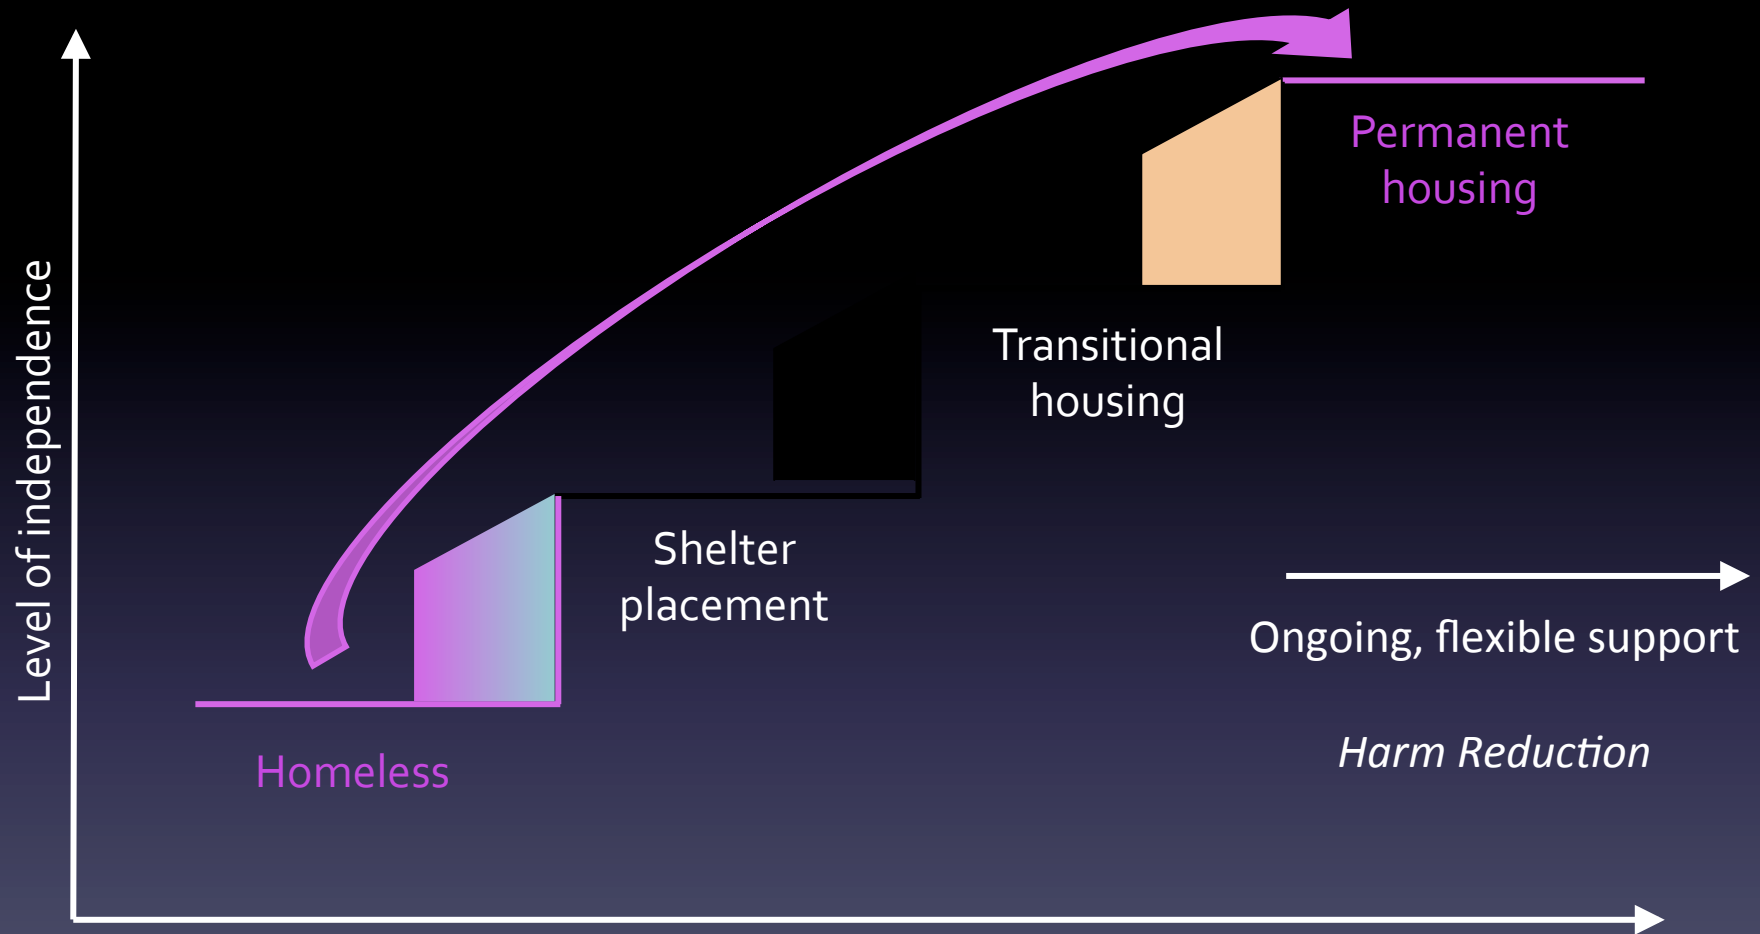 Level of independence
Permanent
housing
Transitional
housing
Shelter
placement
Ongoing, flexible support
Harm Reduction
Homeless